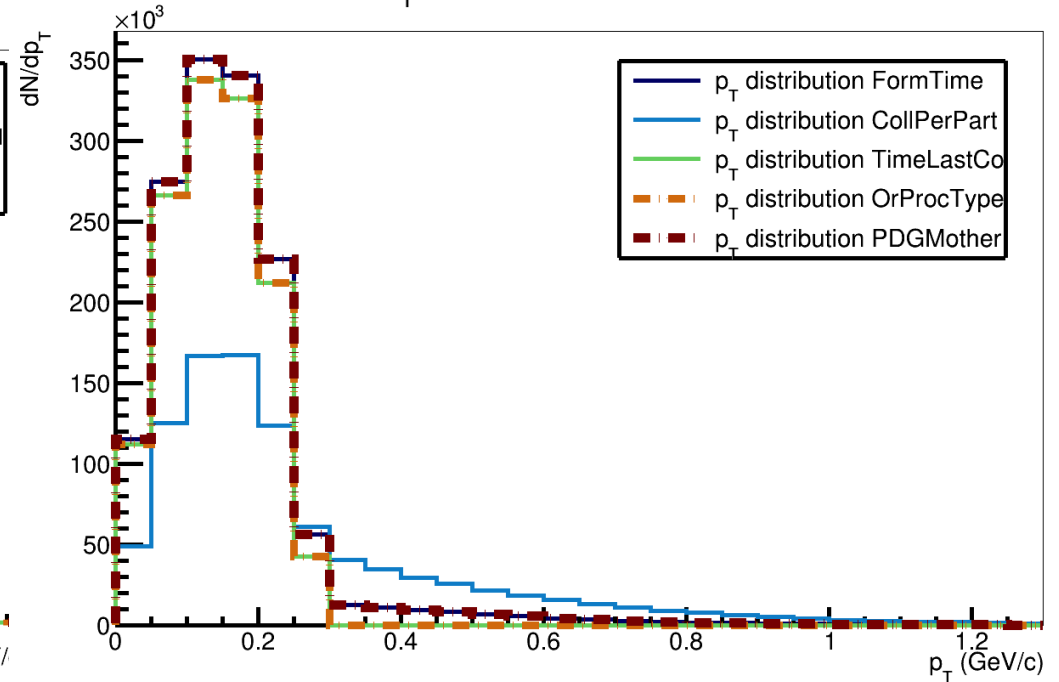 ×10³
dN/dp_T
350
300
250
200
150
100
50
0
0 0.2 0.4 0.6 0.8 1 1.2
p_T (GeV/c)
p_T distribution FormTime
p_T distribution CollPerPart
p_T distribution TimeLastCo
p_T distribution OrProcType
p_T distribution PDGMother